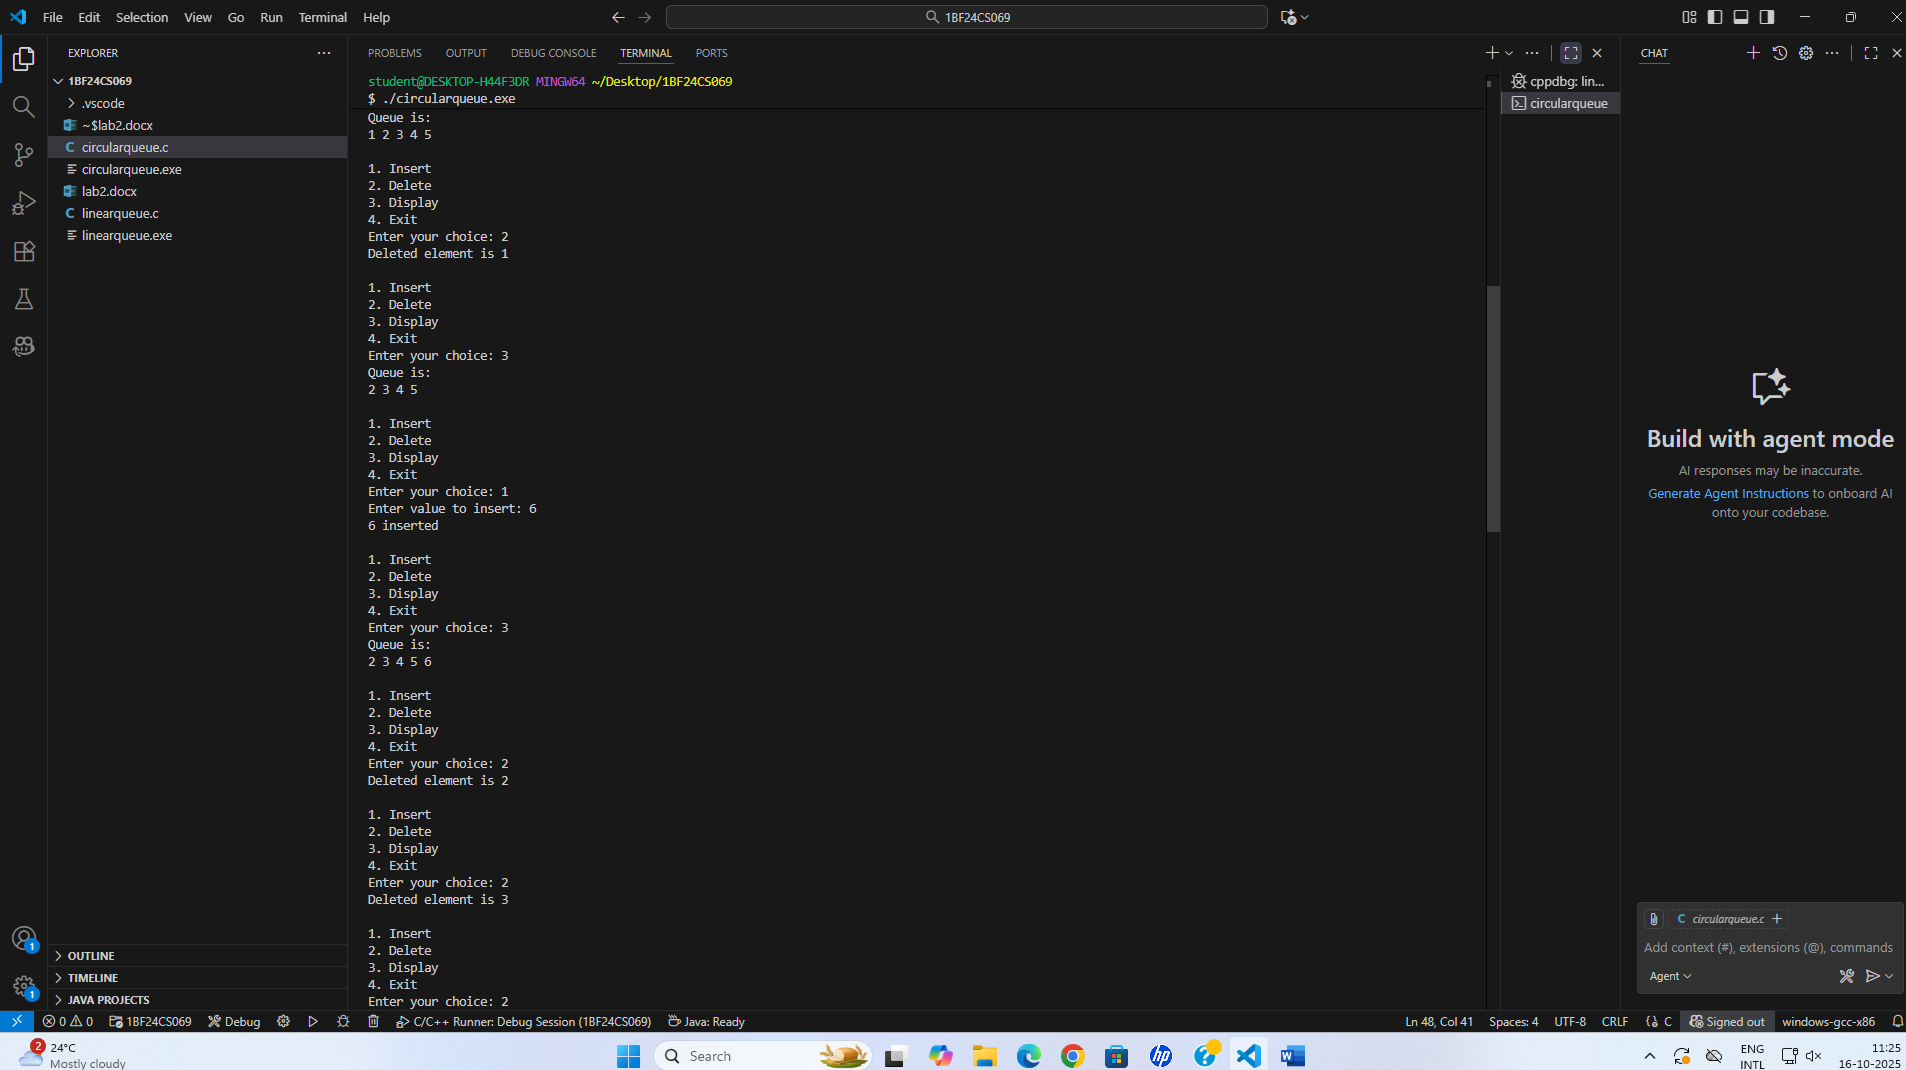 File Edit Selection View Go Run Terminal Help
1BF24CS069
EXPLORER
1BF24CS069
.vscode
~$lab2.docx
circularqueue.c
circularqueue.exe
lab2.docx
linearqueue.c
linearqueue.exe
OUTLINE
TIMELINE
JAVA PROJECTS
PROBLEMS OUTPUT DEBUG CONSOLE TERMINAL PORTS
student@DESKTOP-H44F3DR MINGW64 ~/Desktop/1BF24CS069
$ ./circularqueue.exe
Queue is:
1 2 3 4 5
1. Insert
2. Delete
3. Display
4. Exit
Enter your choice: 2
Deleted element is 1
1. Insert
2. Delete
3. Display
4. Exit
Enter your choice: 3
Queue is:
2 3 4 5
1. Insert
2. Delete
3. Display
4. Exit
Enter your choice: 1
Enter value to insert: 6
6 inserted
1. Insert
2. Delete
3. Display
4. Exit
Enter your choice: 3
Queue is:
2 3 4 5 6
1. Insert
2. Delete
3. Display
4. Exit
Enter your choice: 2
Deleted element is 2
1. Insert
2. Delete
3. Display
4. Exit
Enter your choice: 2
Deleted element is 3
1. Insert
2. Delete
3. Display
4. Exit
Enter your choice: 2
cppdbg: lin...
circularqueue
CHAT
Build with agent mode
AI responses may be inaccurate.
Generate Agent Instructions to onboard AI
onto your codebase.
circularqueue.c
Add context (#), extensions (@), commands
Agent
1
1
0 0 1BF24CS069 Debug C/C++ Runner: Debug Session (1BF24CS069) Java: Ready Ln 48, Col 41 Spaces: 4 UTF-8 CRLF C Signed out windows-gcc-x86
2
24°C
Mostly cloudy
Search
ENG
INTL
11:25
16-10-2025